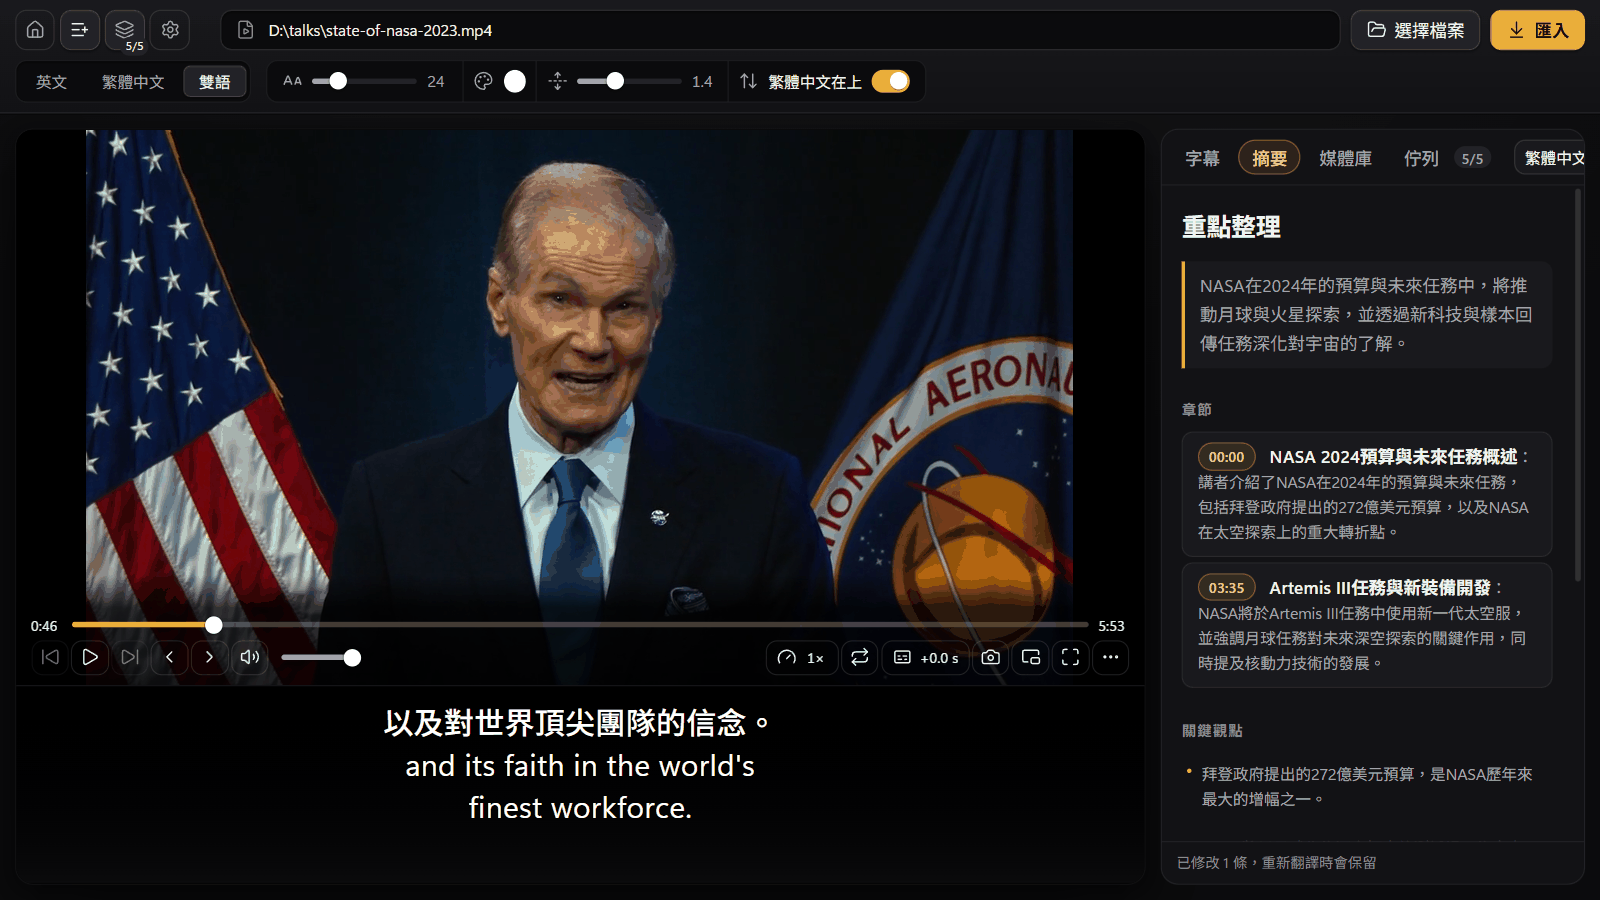 5/5
D:\talks\state-of-nasa-2023.mp4
選擇檔案
匯入
英文
繁體中文
雙語
AA
24
1.4
繁體中文在上
NATIONAL AERONAU
0:46
5:53
1×
+0.0 s
以及對世界頂尖團隊的信念。
and its faith in the world's
finest workforce.
字幕
摘要
媒體庫
佇列
5/5
繁體中文
重點整理
NASA在2024年的預算與未來任務中，將推
動月球與火星探索，並透過新科技與樣本回
傳任務深化對宇宙的了解。
章節
00:00 NASA 2024預算與未來任務概述：
講者介紹了NASA在2024年的預算與未來任務，
包括拜登政府提出的272億美元預算，以及NASA
在太空探索上的重大轉折點。
03:35 Artemis III任務與新裝備開發：
NASA將於Artemis III任務中使用新一代太空服，
並強調月球任務對未來深空探索的關鍵作用，同
時提及核動力技術的發展。
關鍵觀點
• 拜登政府提出的272億美元預算，是NASA歷年來
最大的增幅之一。
已修改 1 條，重新翻譯時會保留